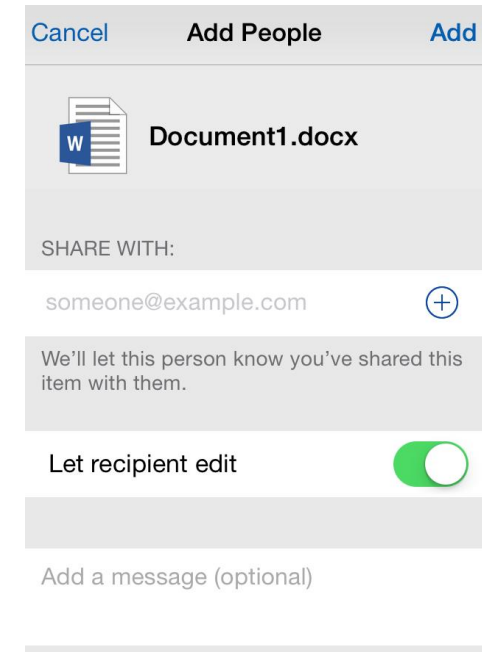 Cancel Add People Add
W Document1.docx
SHARE WITH:
someone@example.com
We'll let this person know you've shared this
item with them.
Let recipient edit
Add a message (optional)